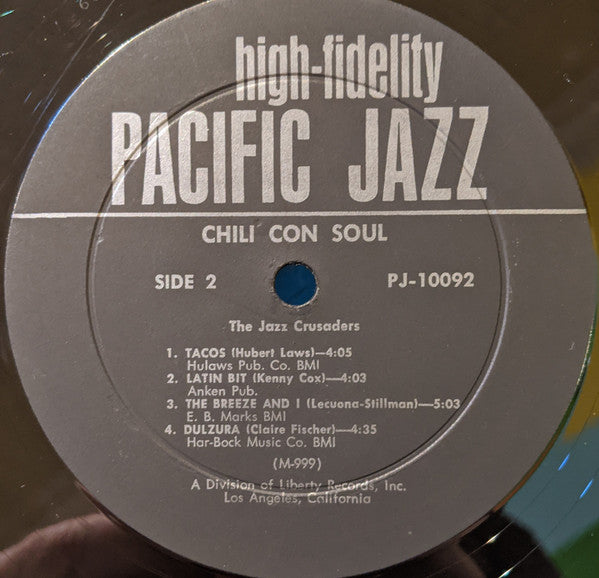 high-fidelity
PACIFIC JAZZ
CHILI CON SOUL
SIDE 2 PJ-10092
The Jazz Crusaders
1. TACOS (Hubert Laws)—4:05
Hulaws Pub. Co. BMI
2. LATIN BIT (Kenny Cox)—4:03
Anken Pub.
3. THE BREEZE AND I (Lecuona-Stillman)—5:03
E. B. Marks BMI
4. DULZURA (Claire Fischer)—4:35
Har-Bock Music Co. BMI
(M-999)
A Division of Liberty Records, Inc.
Los Angeles, California